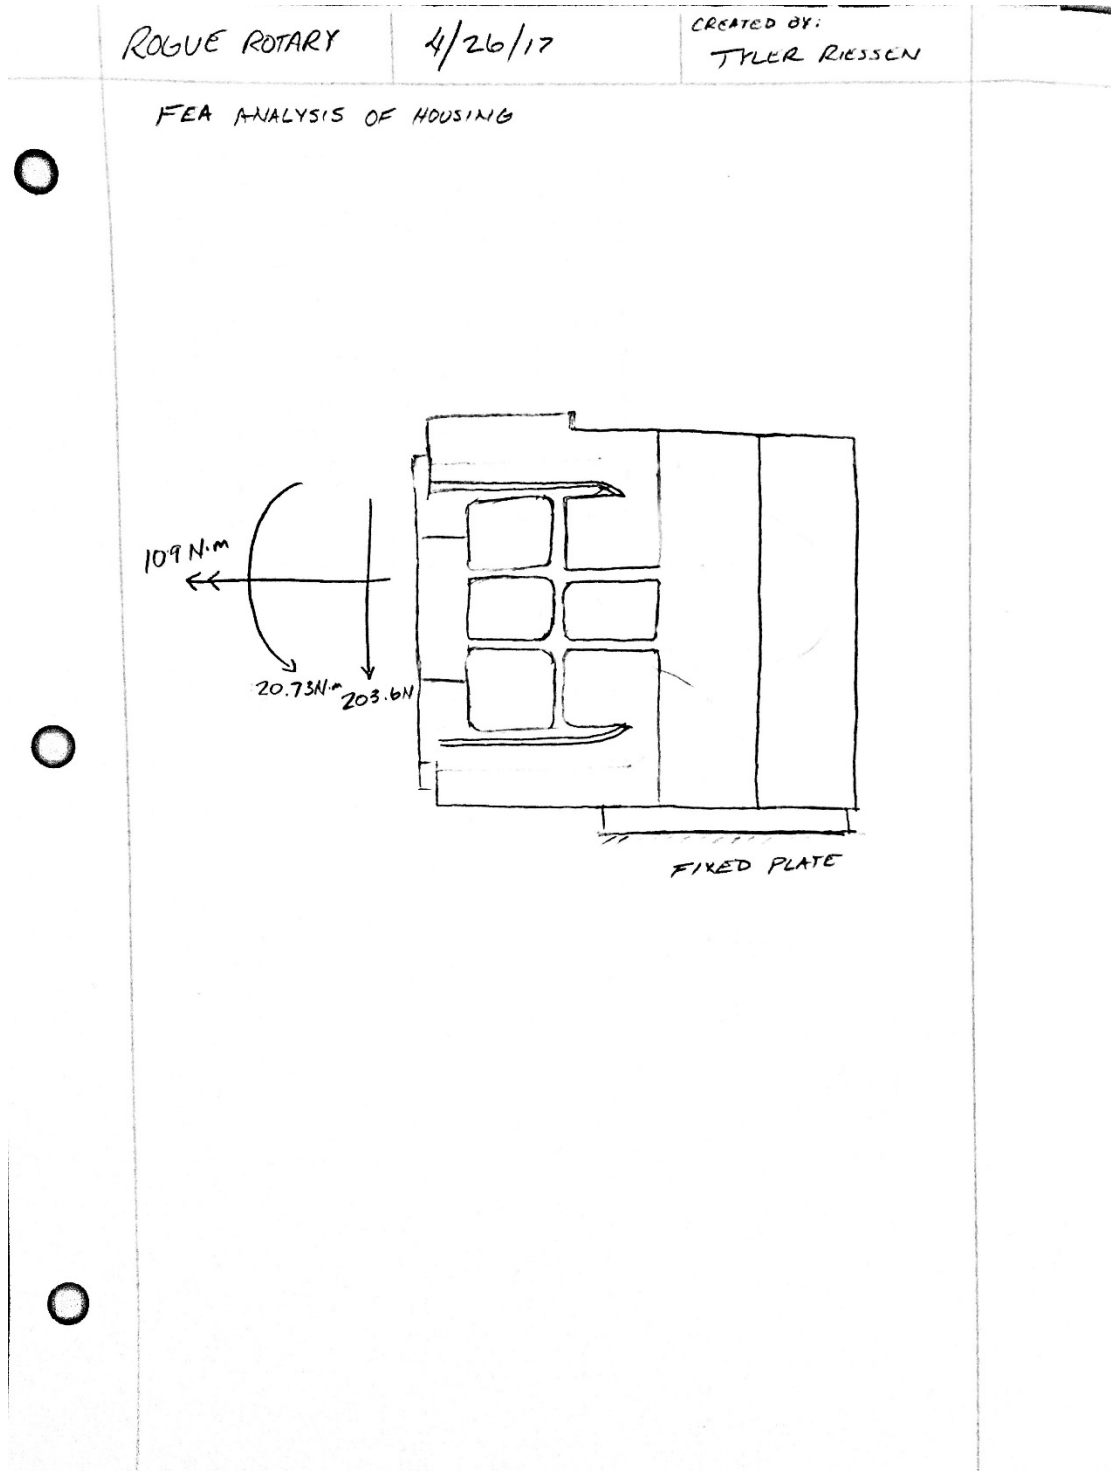 ROGUE ROTARY
4/26/17
CREATED BY:
TYLER RIESSEN
FEA ANALYSIS OF HOUSING
109 N·m
20.73N·m
203.6N
FIXED PLATE